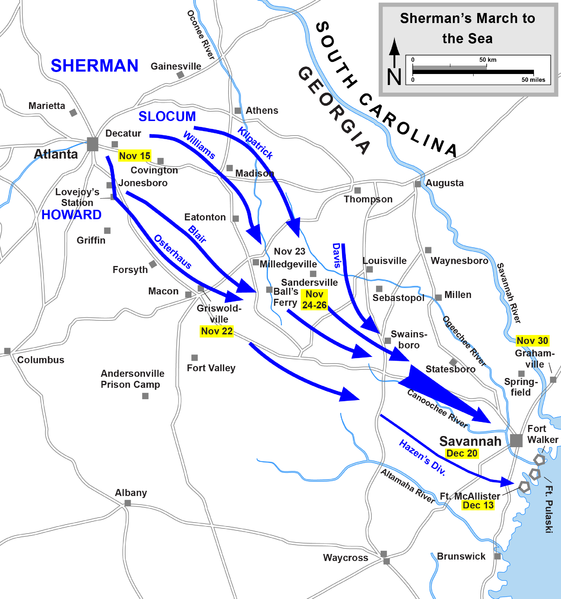 Sherman's March to
the Sea
0
50 km
N
0
50 miles
SOUTH CAROLINA
GEORGIA
Oconee River
SHERMAN
Gainesville
Marietta
Athens
SLOCUM
Decatur
Williams
Kilpatrick
Atlanta
Nov 15
Covington
Madison
Jonesboro
Lovejoy's
Station
HOWARD
Augusta
Thompson
Eatonton
Blair
Osterhaus
Griffin
Davis
Nov 23
Milledgeville
Waynesboro
Savannah River
Forsyth
Louisville
Sandersville
Ball's
Ferry
Nov
24-26
Macon
Sebastopol
Millen
Griswold-
ville
Nov 22
Ogeechee River
Swains-
boro
Nov 30
Graham-
ville
Columbus
Fort Valley
Statesboro
Spring-
field
Andersonville
Prison Camp
Canoochee River
Fort
Walker
Savannah
Dec 20
Hazen's Div.
Altamaha River
Ft. McAllister
Dec 13
Ft. Pulaski
Albany
Waycross
Brunswick